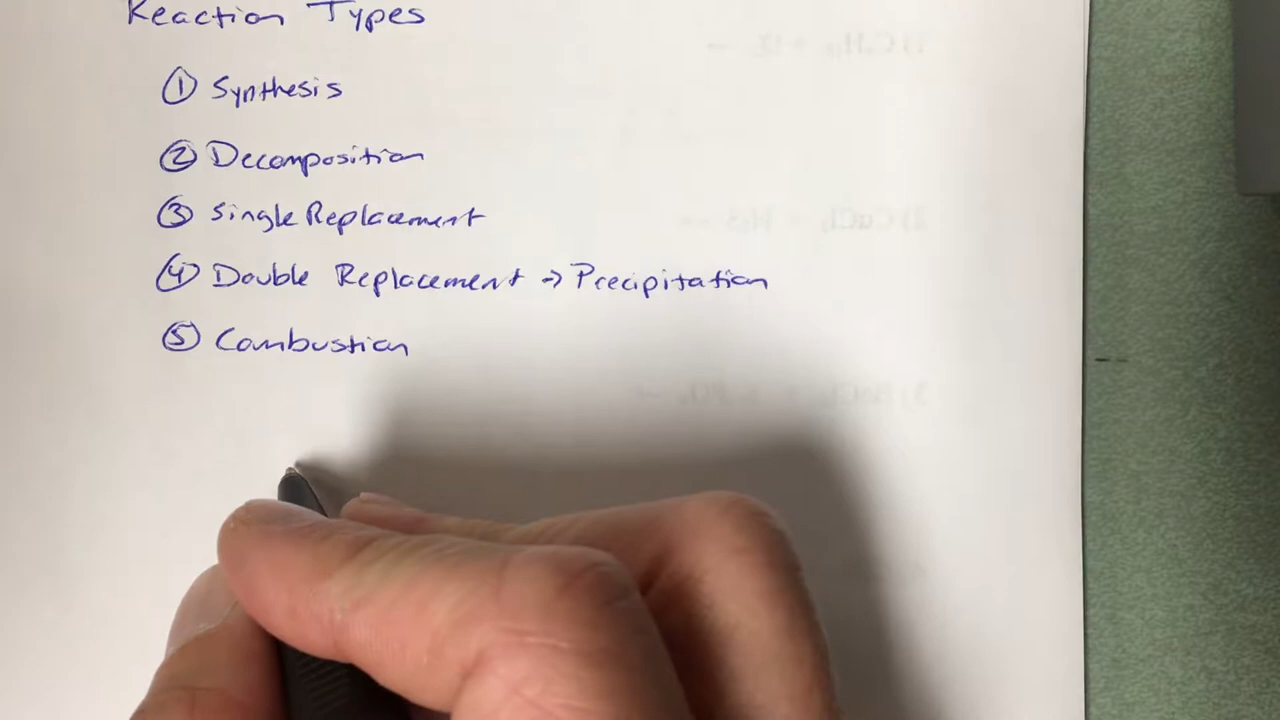 Reaction Types
① Synthesis
② Decomposition
③ Single Replacement
④ Double Replacement → Precipitation
⑤ Combustion